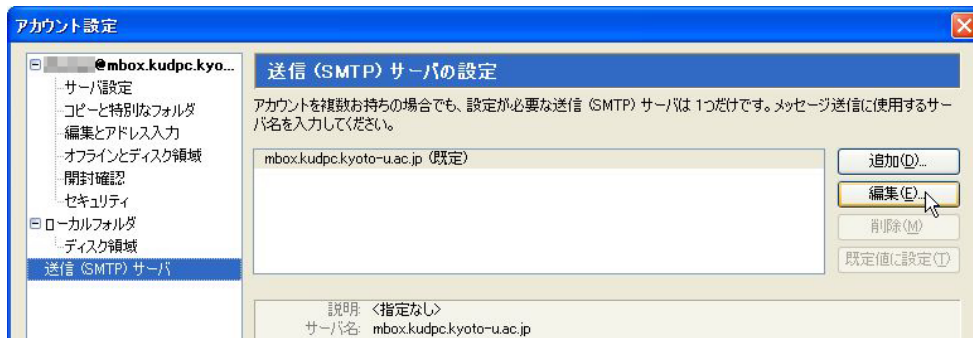 アカウント設定
@mbox.kudpc.kyo...
サーバ設定
コピーと特別なフォルダ
編集とアドレス入力
オフラインとディスク領域
開封確認
セキュリティ
ローカルフォルダ
ディスク領域
送信 (SMTP) サーバ
送信 (SMTP) サーバの設定
アカウントを複数お持ちの場合でも、設定が必要な送信 (SMTP) サーバは 1つだけです。メッセージ送信に使用するサー
バ名を入力してください。
mbox.kudpc.kyoto-u.ac.jp (既定)
追加(D)...
編集(E)...
削除(M)
既定値に設定(T)
説明: <指定なし>
サーバ名: mbox.kudpc.kyoto-u.ac.jp